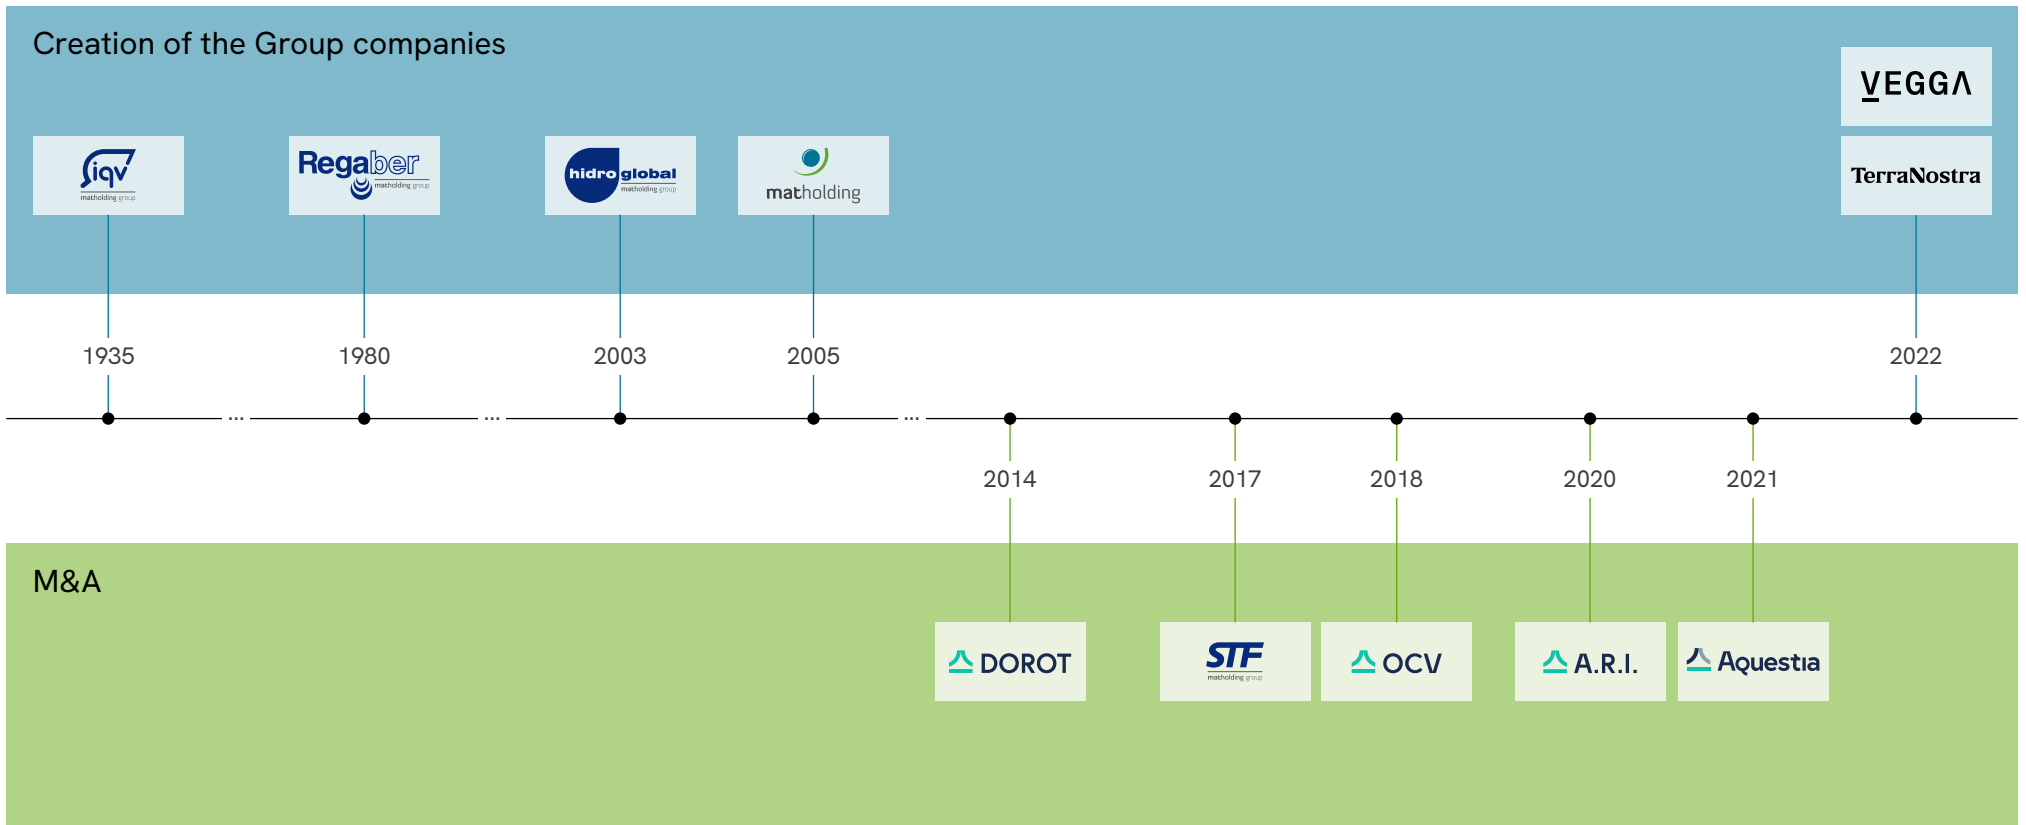 Creation of the Group companies
VEGGA
iqv
matholding group
Regaber
matholding group
hidroglobal
matholding group
matholding
TerraNostra
1935
1980
2003
2005
2022
...
...
...
2014
2017
2018
2020
2021
M&A
DOROT
STF
matholding group
OCV
A.R.I.
Aquestia